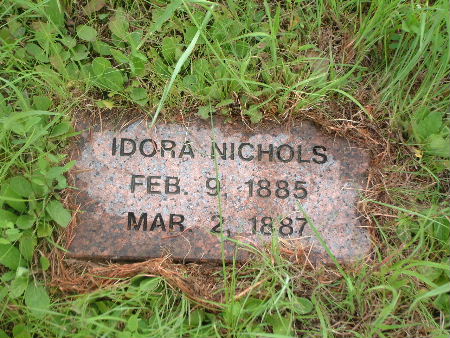 IDORA NICHOLS
FEB. 9, 1885
MAR. 2, 1887